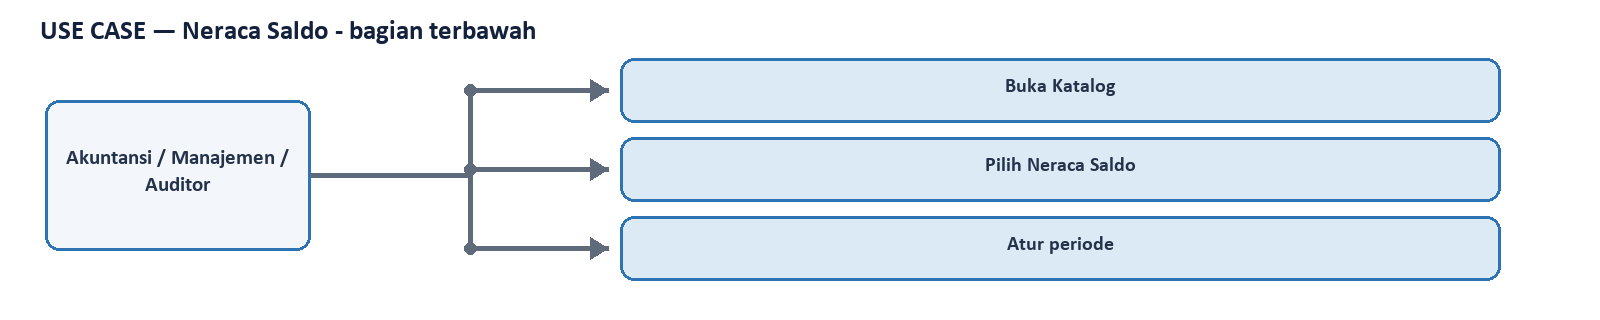 USE CASE — Neraca Saldo - bagian terbawah
Akuntansi / Manajemen /
Auditor
Buka Katalog
Pilih Neraca Saldo
Atur periode